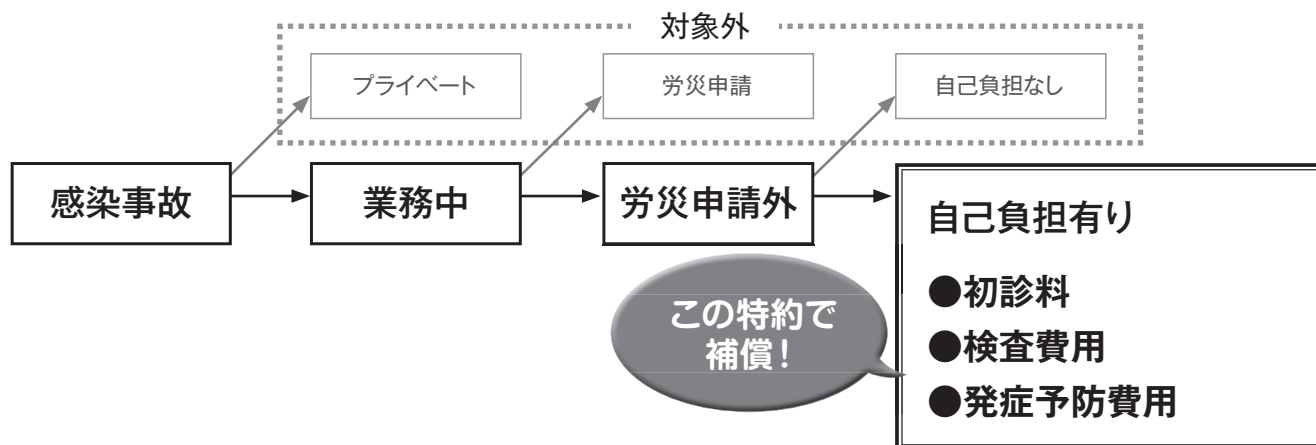 対象外
プライベート
労災申請
自己負担なし
感染事故
業務中
労災申請外
自己負担有り
●初診料
●検査費用
●発症予防費用
この特約で
補償！